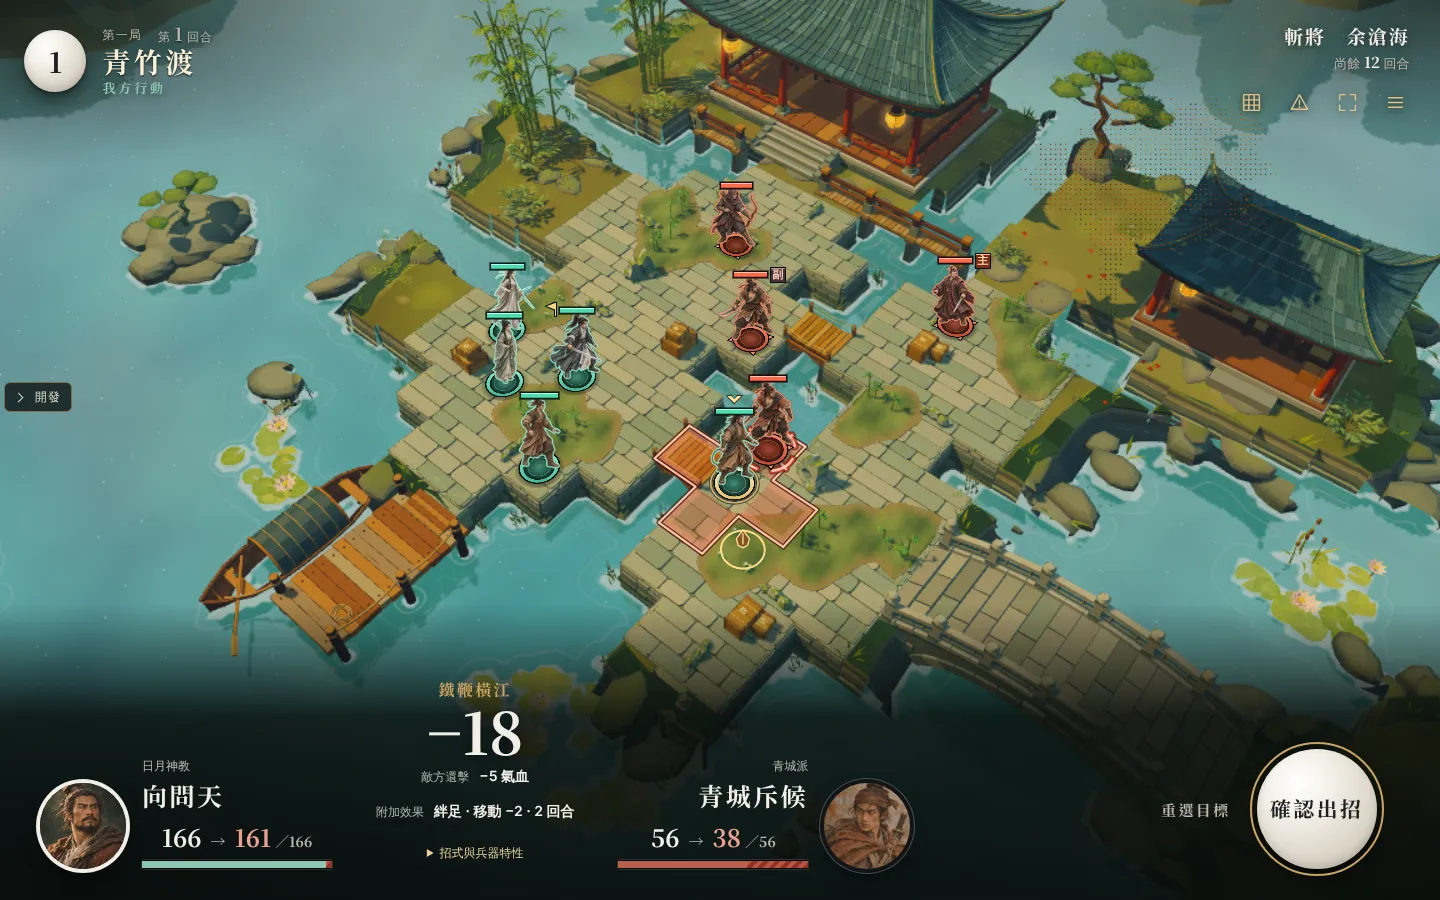 1
第一局 第 1 回合
青竹渡
我方行動
斬將 余滄海
尚餘 12 回合
副
主
開發
鐵鞭橫江
−18
敵方還擊 −5 氣血
附加效果 絆足 · 移動 −2 · 2 回合
招式與兵器特性
日月神教
向問天
166 → 161 ／166
青城派
青城斥候
56 → 38 ／56
重選目標
確認出招